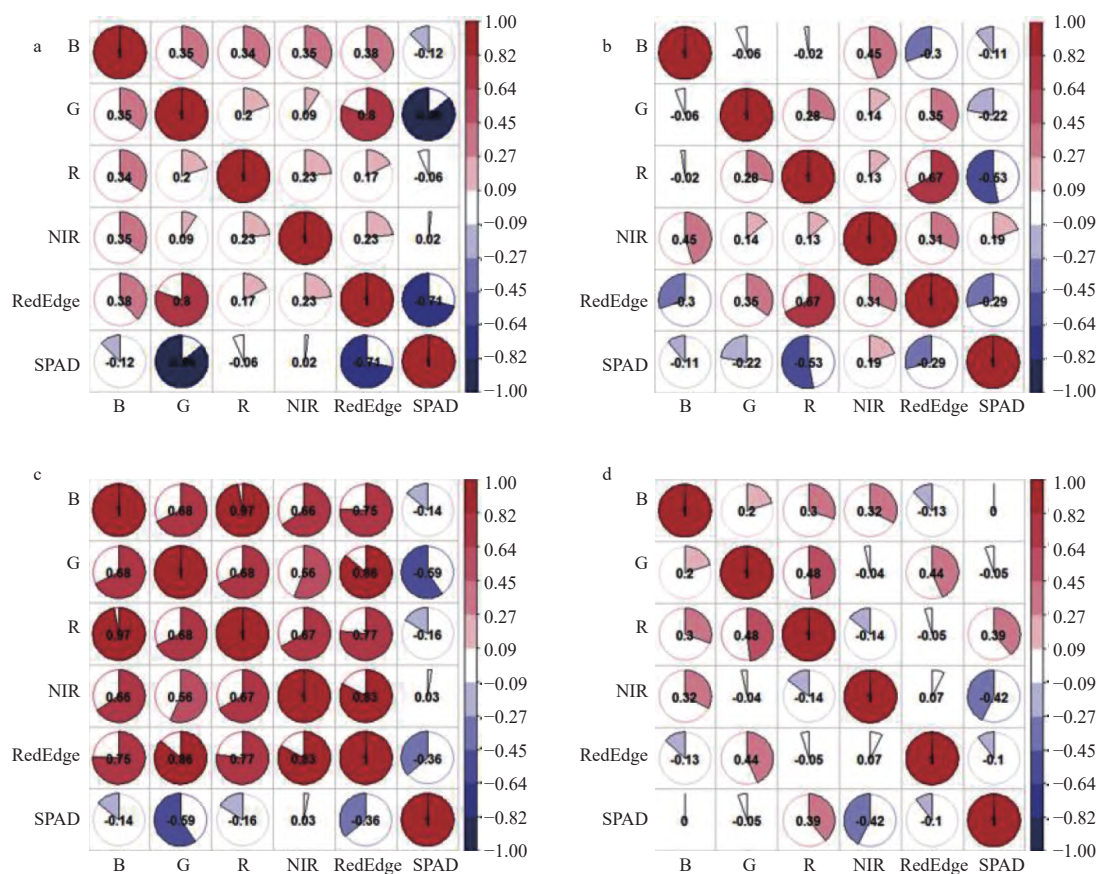 a
B 1 0.35 0.34 0.35 0.38 -0.12
G 0.35 1 0.2 0.09 0.8
R 0.34 0.2 1 0.23 0.17 -0.06
NIR 0.35 0.09 0.23 1 0.23 0.02
RedEdge 0.38 0.8 0.17 0.23 1 -0.71
SPAD -0.12 -0.06 0.02 -0.71 1
B G R NIR RedEdge SPAD
1.00
0.82
0.64
0.45
0.27
0.09
−0.09
−0.27
−0.45
−0.64
−0.82
−1.00
b
B 1 -0.06 -0.02 0.45 -0.3 -0.11
G -0.06 1 0.28 0.14 0.35 -0.22
R -0.02 0.28 1 0.13 0.67 -0.53
NIR 0.45 0.14 0.13 1 0.31 0.19
RedEdge -0.3 0.35 0.67 0.31 1 -0.29
SPAD -0.11 -0.22 -0.53 0.19 -0.29 1
B G R NIR RedEdge SPAD
1.00
0.82
0.64
0.45
0.27
0.09
−0.09
−0.27
−0.45
−0.64
−0.82
−1.00
c
B 1 0.68 0.97 0.66 0.75 -0.14
G 0.68 1 0.68 0.56 0.86 -0.59
R 0.97 0.68 1 0.67 0.77 -0.16
NIR 0.66 0.56 0.67 1 0.83 0.03
RedEdge 0.75 0.86 0.77 0.83 1 -0.36
SPAD -0.14 -0.59 -0.16 0.03 -0.36 1
B G R NIR RedEdge SPAD
1.00
0.82
0.64
0.45
0.27
0.09
−0.09
−0.27
−0.45
−0.64
−0.82
−1.00
d
B 1 0.2 0.3 0.32 -0.13 0
G 0.2 1 0.48 -0.04 0.44 -0.05
R 0.3 0.48 1 -0.14 -0.05 0.39
NIR 0.32 -0.04 -0.14 1 0.07 -0.42
RedEdge -0.13 0.44 -0.05 0.07 1 -0.1
SPAD 0 -0.05 0.39 -0.42 -0.1 1
B G R NIR RedEdge SPAD
1.00
0.82
0.64
0.45
0.27
0.09
−0.09
−0.27
−0.45
−0.64
−0.82
−1.00